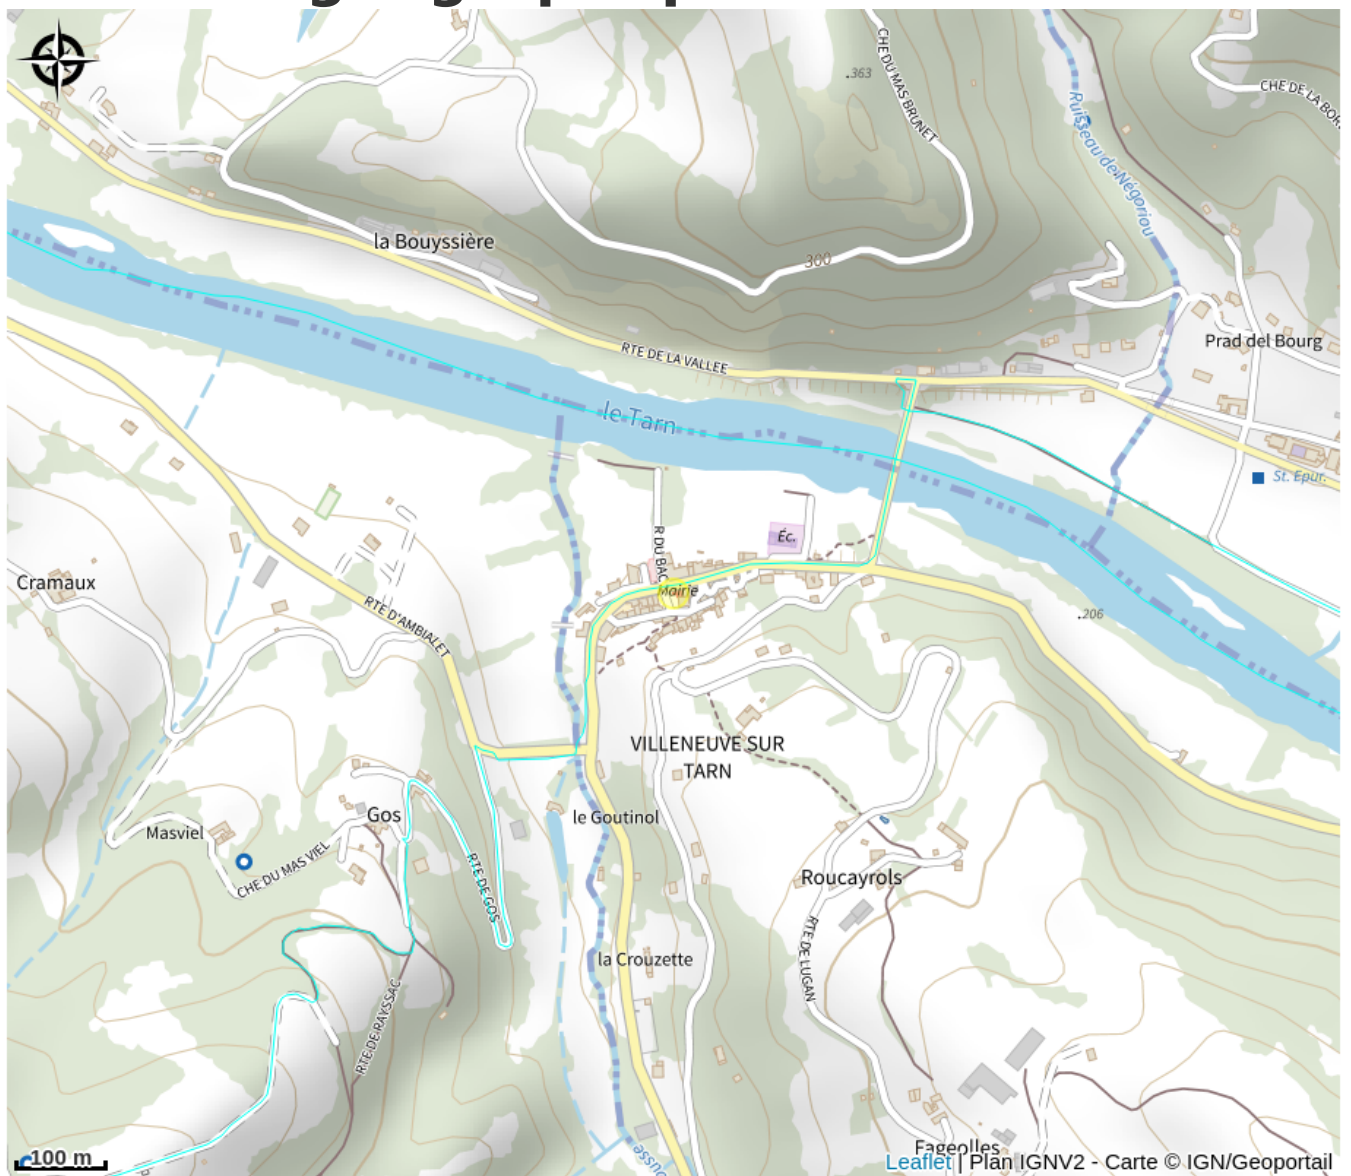 CHE DU MAS BRUNET
.363
CHE DE LA BOR
Ruisseau de Négoriou
la Bouyssière
300
Prad del Bourg
RTE DE LA VALLEE
le Tarn
St. Epur.
Éc.
R DU BAC
Mairie
Cramaux
RTE D'AMBIALET
.206
VILLENEUVE SUR
TARN
le Goutinol
Gos
Masviel
CHE DU MAS VIEL
RTE DE GOS
Roucayrols
RTE DE LUGAN
la Crouzette
RTE DE RAYSSAC
Fageolles
100 m
Leaflet | Plan IGNV2 - Carte © IGN/Geoportail